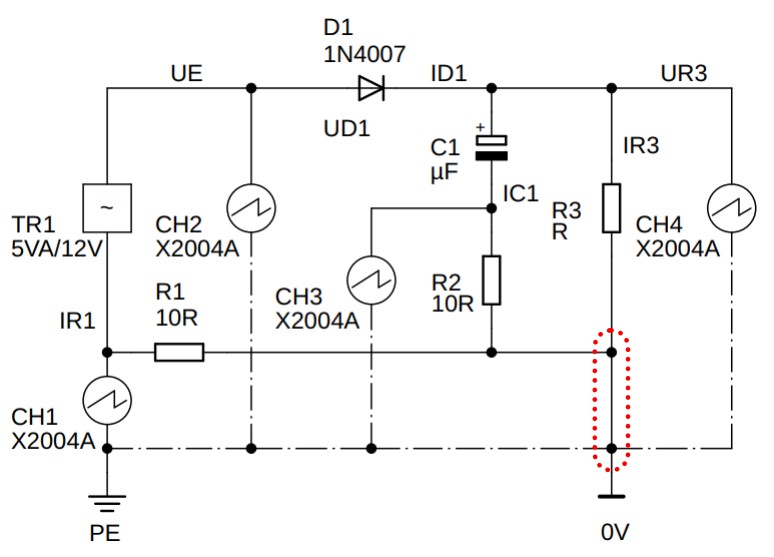 D1
1N4007
UE
ID1
UR3
UD1
+
C1
µF
IR3
IC1
~
TR1
5VA/12V
CH2
X2004A
R3
R
CH4
X2004A
R1
10R
CH3
X2004A
R2
10R
IR1
CH1
X2004A
PE
0V